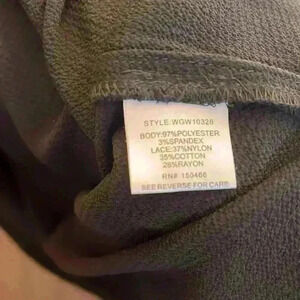 STYLE:WGW10326
BODY:97%POLYESTER
3%SPANDEX
LACE:37%NYLON
35%COTTON
28%RAYON
RN# 150466
SEE REVERSE FOR CARE